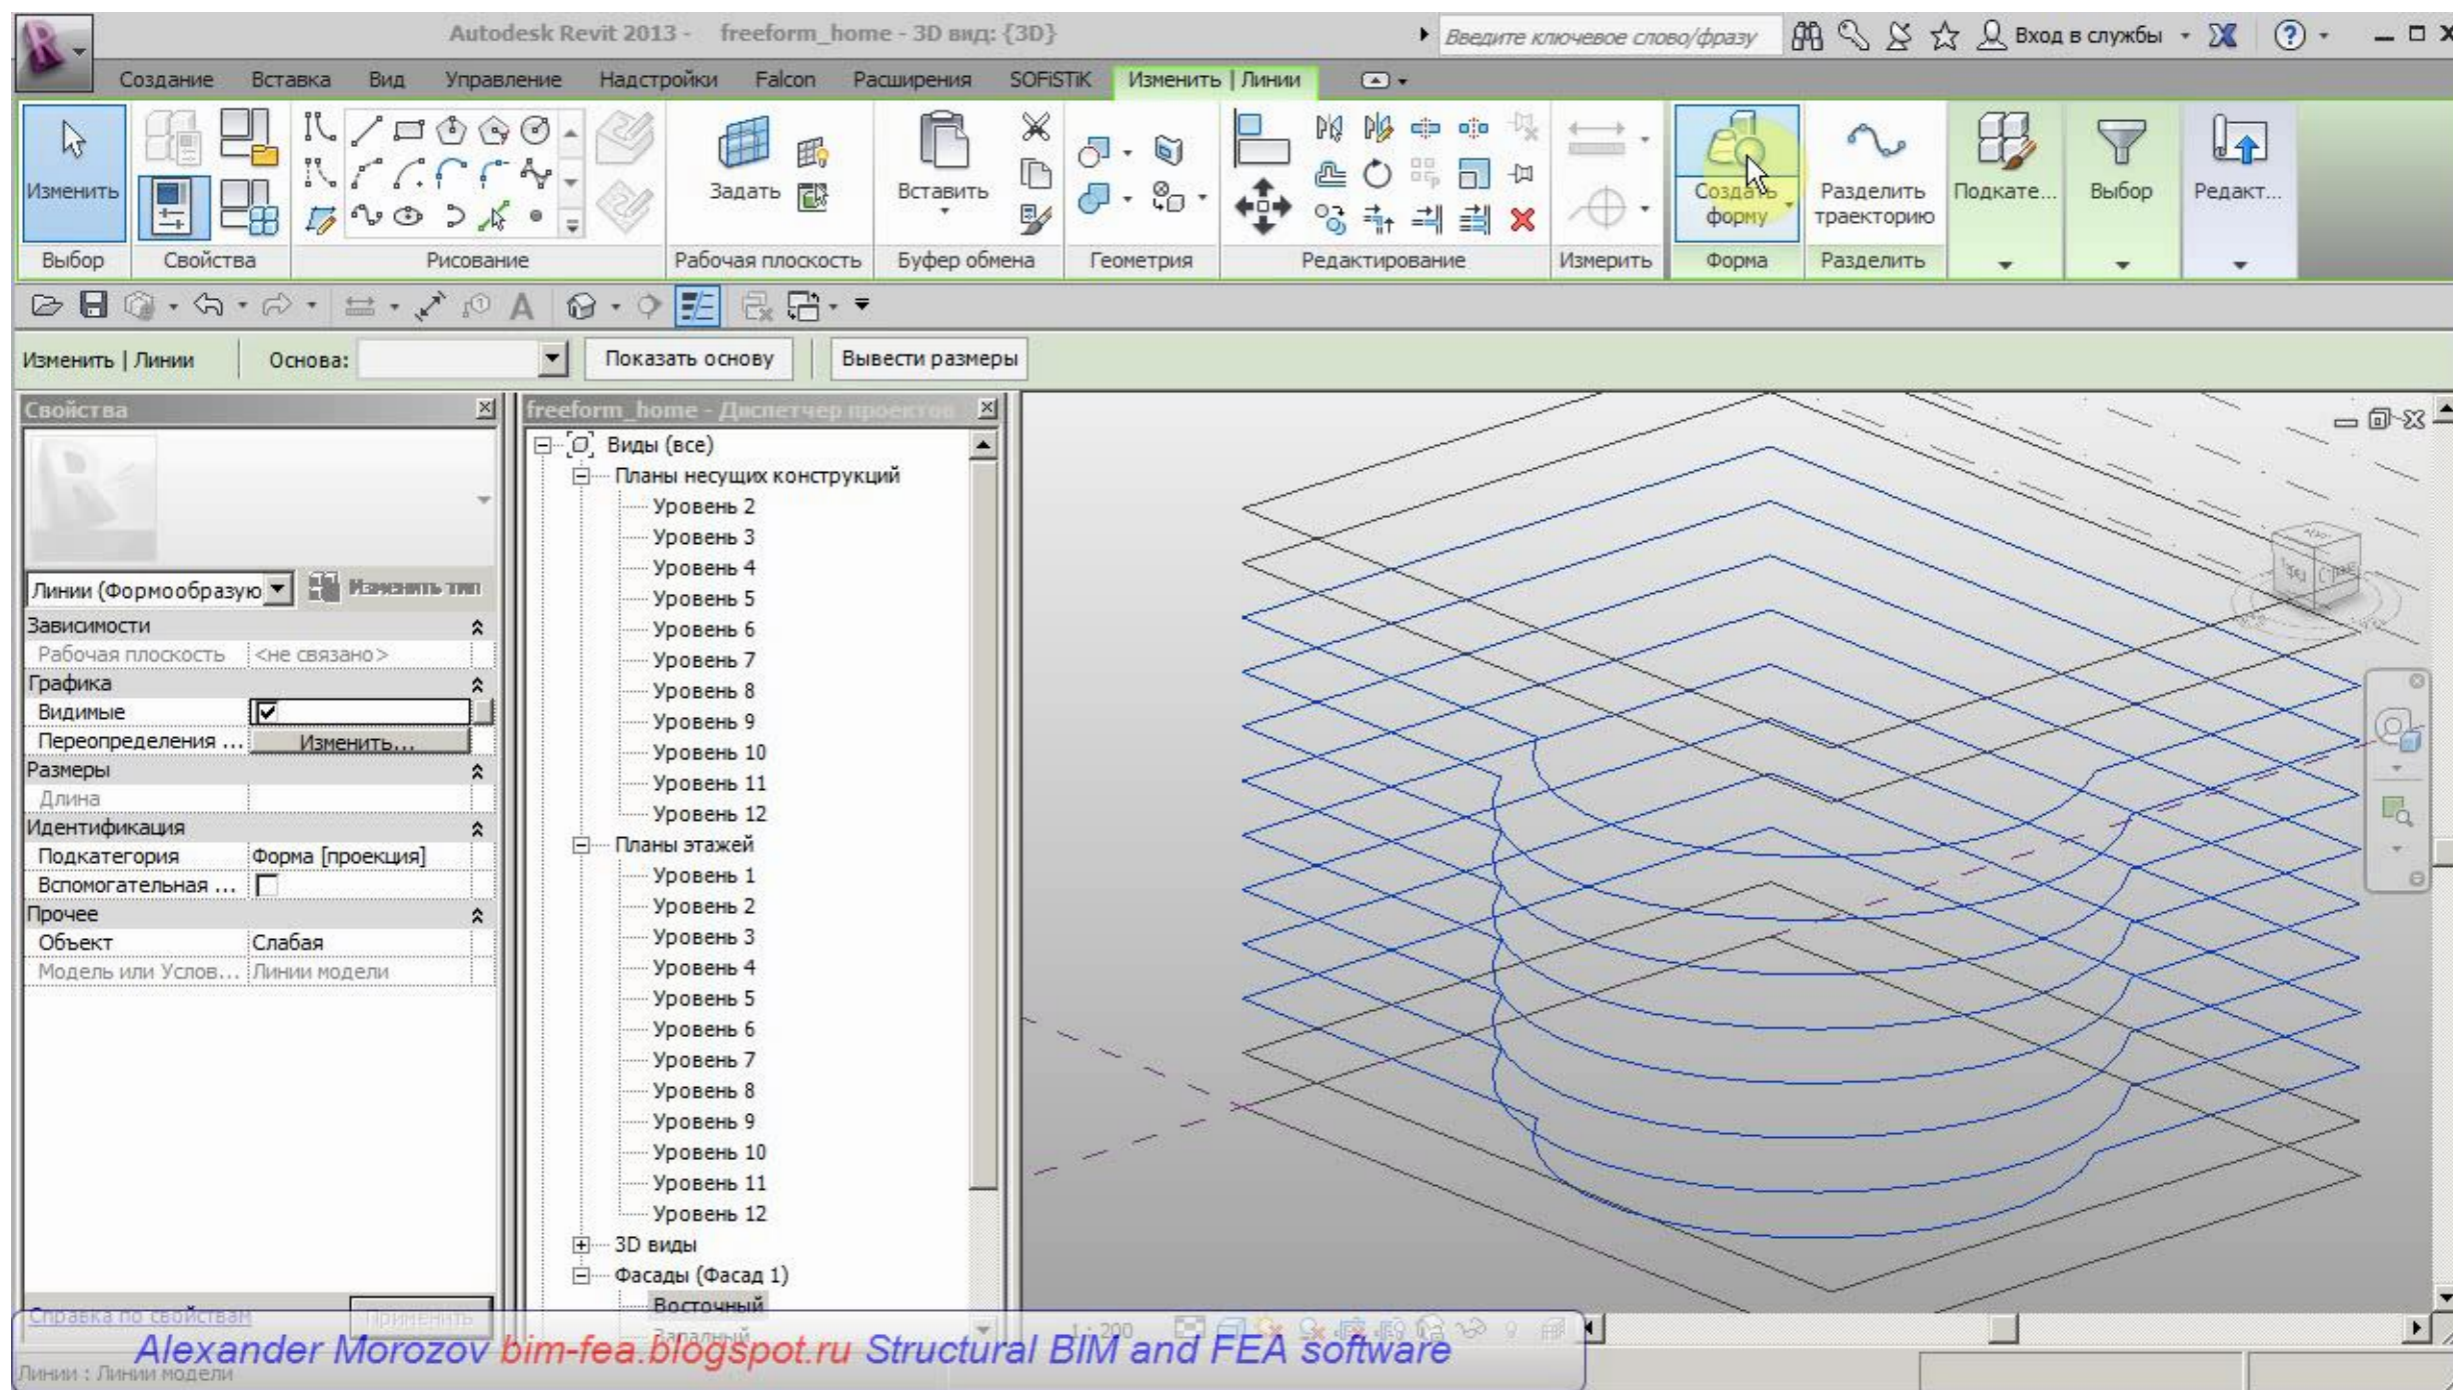 Autodesk Revit 2013 - freeform_home - 3D вид: {3D}
Введите ключевое слово/фразу
Вход в службы
Создание Вставка Вид Управление Надстройки Falcon Расширения SOFiSTiK Изменить | Линии
Изменить
Задать
Вставить
Создать форму
Разделить траекторию
Подкате...
Выбор
Редакт...
Выбор Свойства Рисование Рабочая плоскость Буфер обмена Геометрия Редактирование Измерить Форма Разделить
Изменить | Линии Основа: Показать основу Вывести размеры
Свойства
Линии (Формообразую Изменить тип
Зависимости
Рабочая плоскость <не связано>
Графика
Видимые
Переопределения ... Изменить...
Размеры
Длина
Идентификация
Подкатегория Форма [проекция]
Вспомогательная ...
Прочее
Объект Слабая
Модель или Услов... Линии модели
Справка по свойствам Применить
freeform_home - Диспетчер проектов
Виды (все)
Планы несущих конструкций
Уровень 2
Уровень 3
Уровень 4
Уровень 5
Уровень 6
Уровень 7
Уровень 8
Уровень 9
Уровень 10
Уровень 11
Уровень 12
Планы этажей
Уровень 1
Уровень 2
Уровень 3
Уровень 4
Уровень 5
Уровень 6
Уровень 7
Уровень 8
Уровень 9
Уровень 10
Уровень 11
Уровень 12
3D виды
Фасады (Фасад 1)
Восточный
Западный
1 : 200
Alexander Morozov bim-fea.blogspot.ru Structural BIM and FEA software
Линии : Линии модели